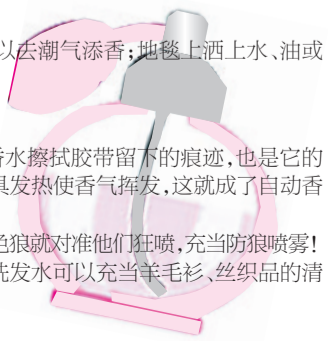 以去潮气添香;地毯上洒上水、油或
香水擦拭胶带留下的痕迹,也是它的
具发热使香气挥发,这就成了自动香
色狼就对准他们狂喷,充当防狼喷雾!
洗发水可以充当羊毛衫、丝织品的清